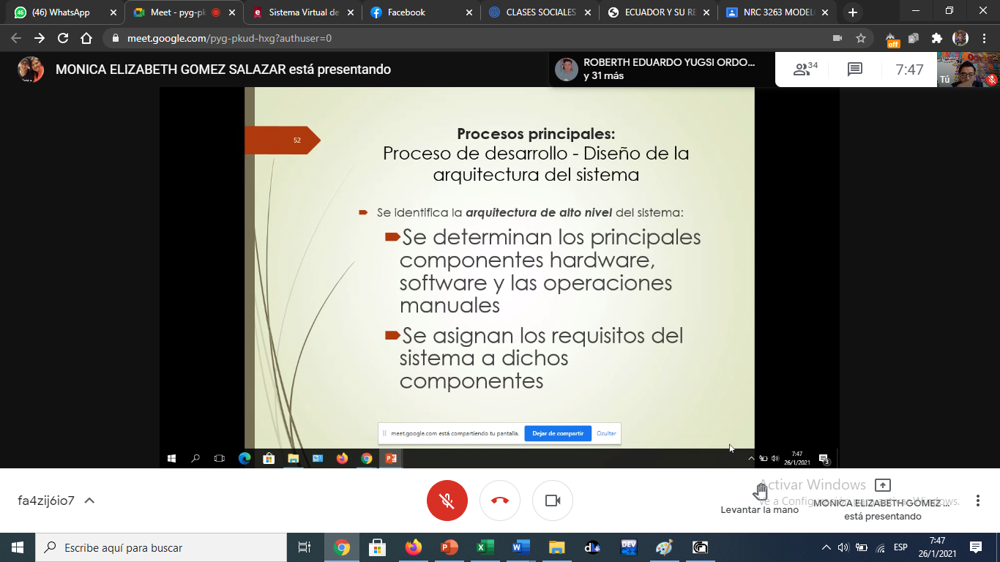 (46) WhatsApp
Meet - pyg-pkud
Sistema Virtual de
Facebook
CLASES SOCIALES
ECUADOR Y SU RE
NRC 3263 MODEL
meet.google.com/pyg-pkud-hxg?authuser=0
off
MONICA ELIZABETH GOMEZ SALAZAR está presentando
ROBERTH EDUARDO YUGSI ORDO...
y 31 más
34
7:47
Tú
52
Procesos principales:
Proceso de desarrollo - Diseño de la
arquitectura del sistema
Se identifica la arquitectura de alto nivel del sistema:
Se determinan los principales
componentes hardware,
software y las operaciones
manuales
Se asignan los requisitos del
sistema a dichos
componentes
meet.google.com está compartiendo tu pantalla.
Dejar de compartir
Ocultar
7:47
26/1/2021
3
fa4zij6io7
Activar Windows
Ve a Configuración para activar Windows.
Levantar la mano
MONICA ELIZABETH GOMEZ ...
está presentando
Escribe aquí para buscar
DEV
ESP
7:47
26/1/2021